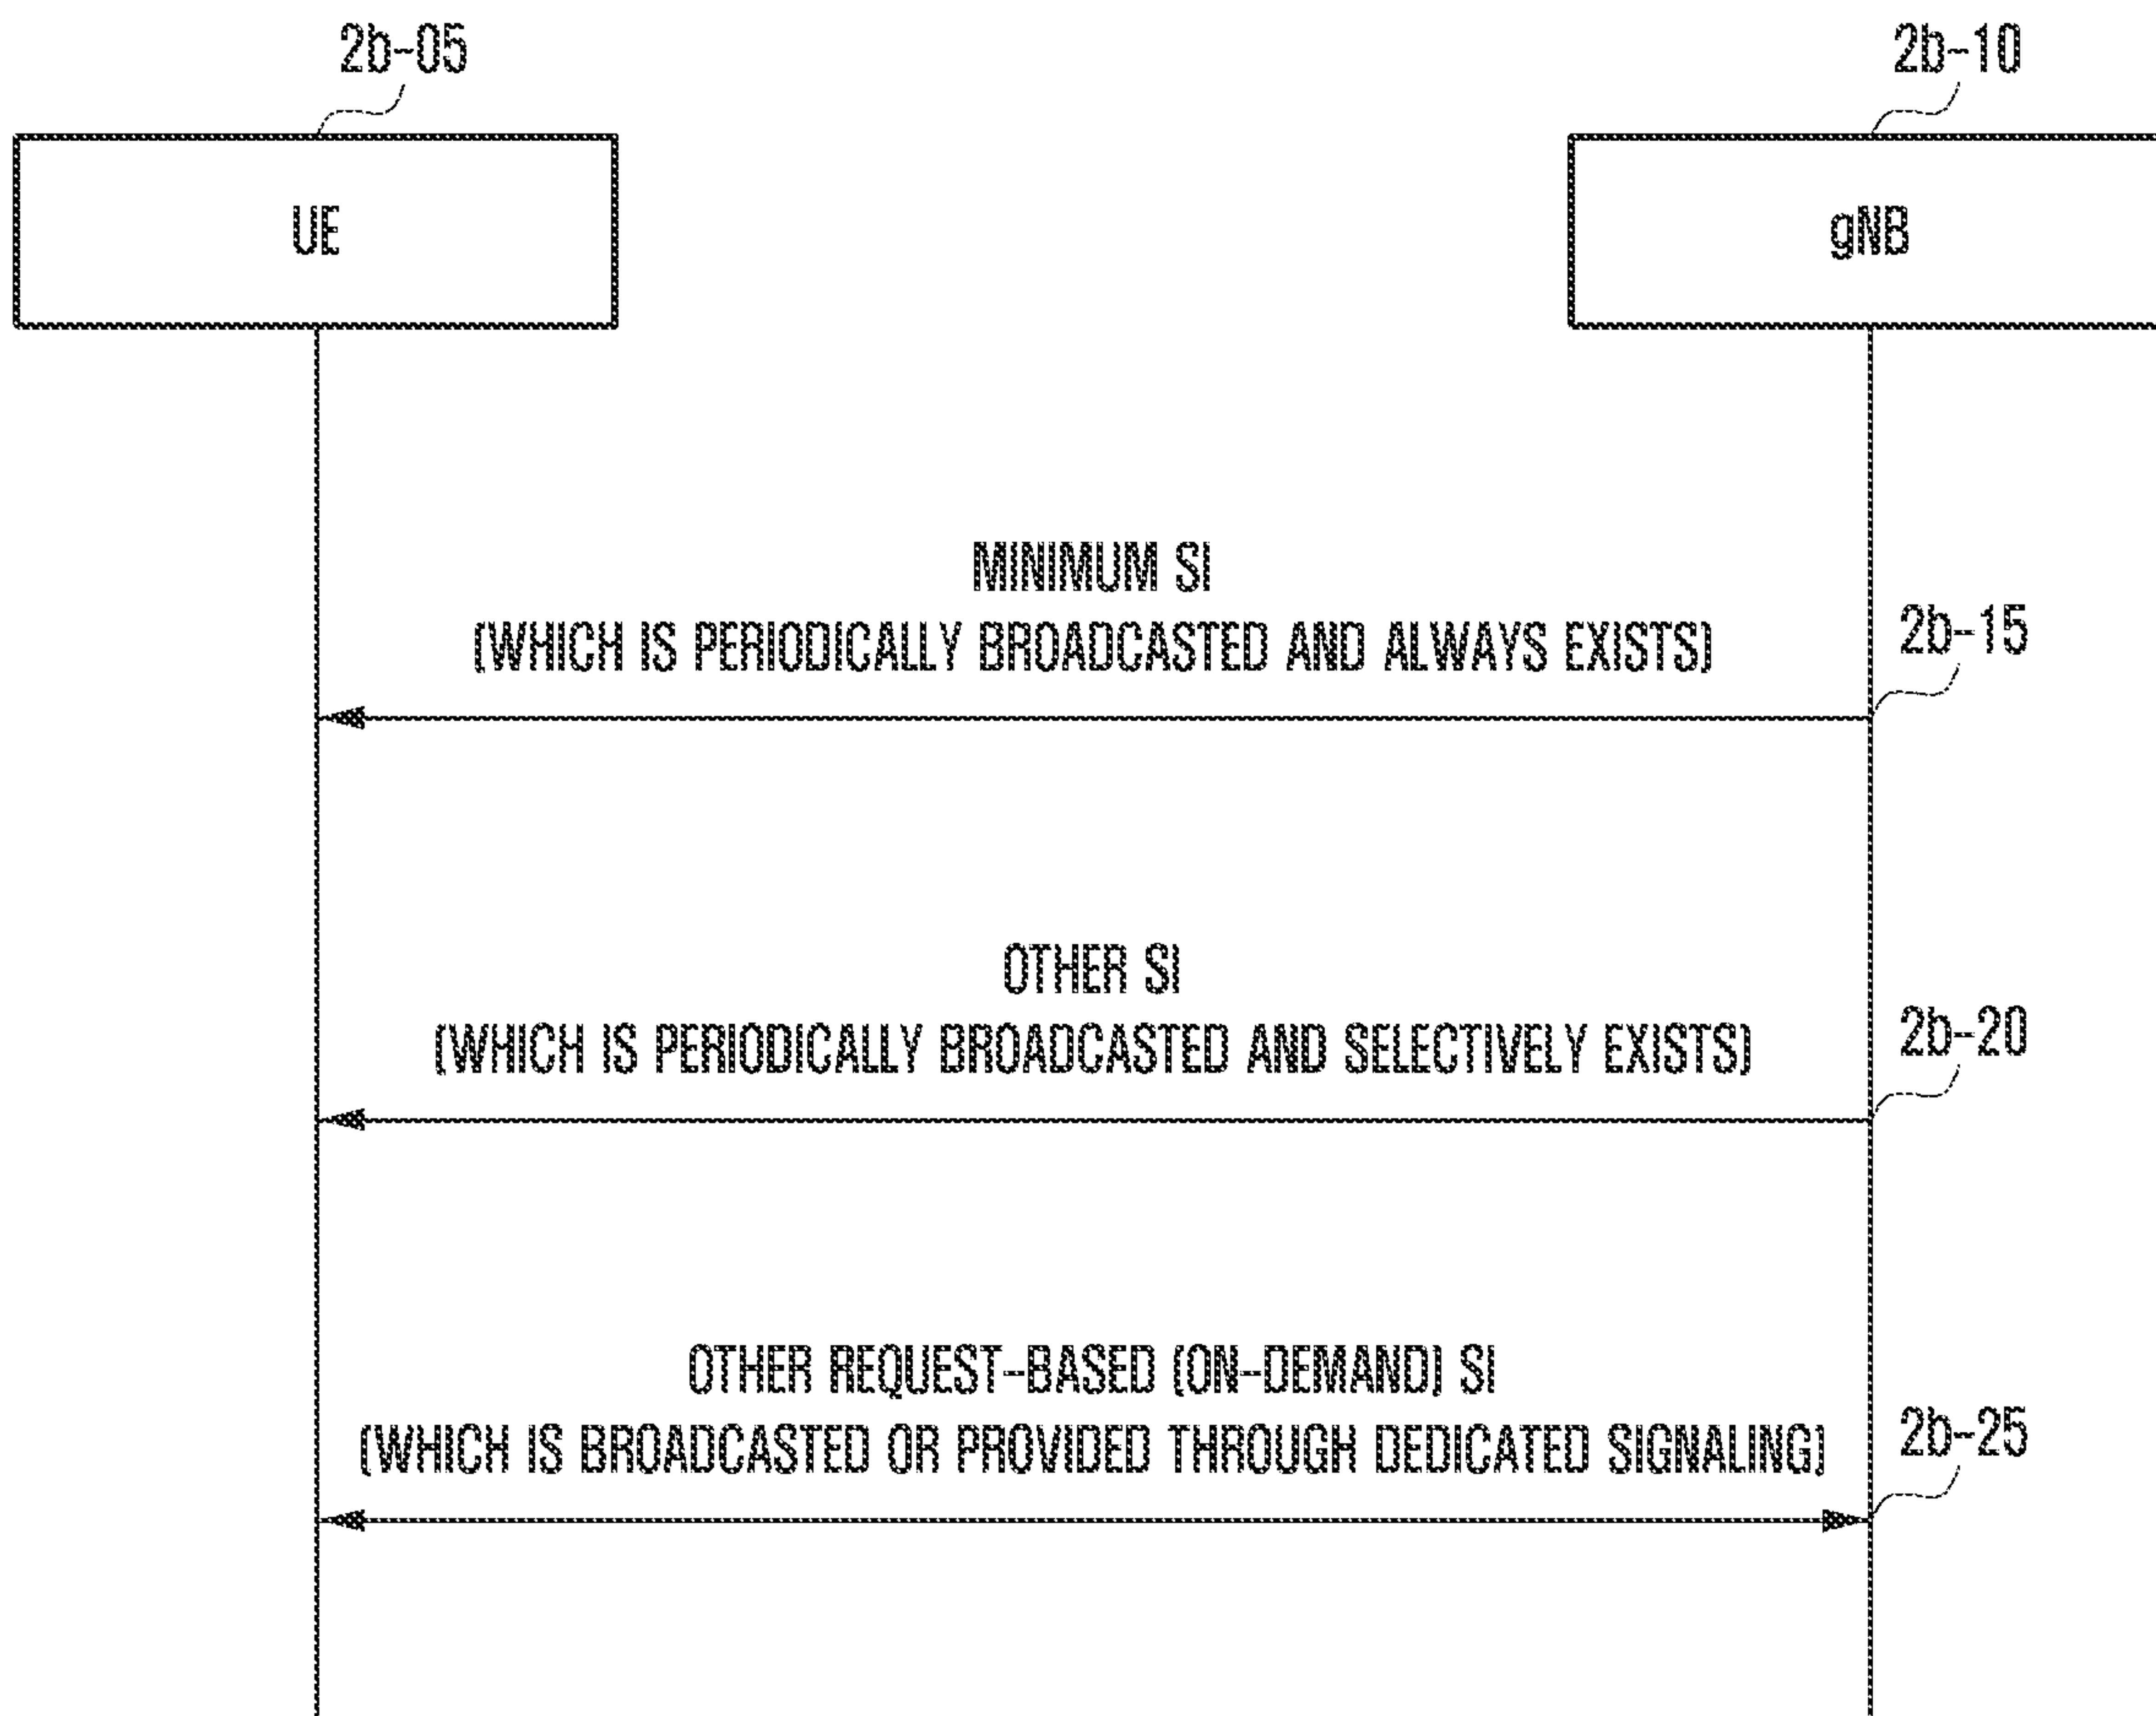 2b-05
2b-10
UE
gNB
MINIMUM SI
(WHICH IS PERIODICALLY BROADCASTED AND ALWAYS EXISTS)
2b-15
OTHER SI
(WHICH IS PERIODICALLY BROADCASTED AND SELECTIVELY EXISTS)
2b-20
OTHER REQUEST-BASED (ON-DEMAND) SI
(WHICH IS BROADCASTED OR PROVIDED THROUGH DEDICATED SIGNALING)
2b-25